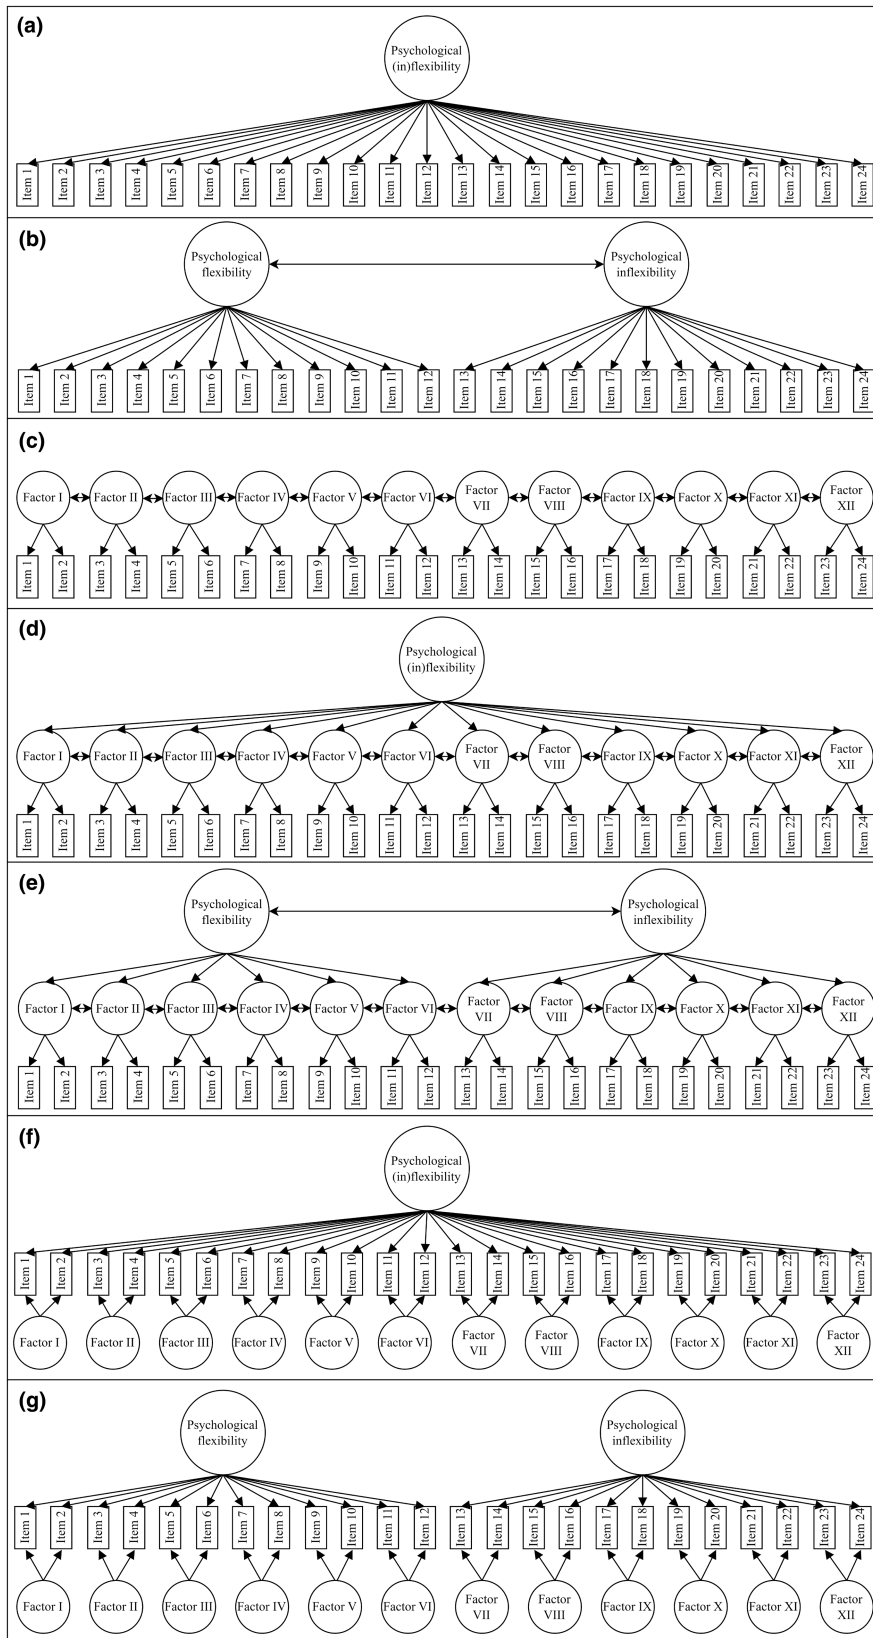 (a)
Psychological
(in)flexibility
Item 1
Item 2
Item 3
Item 4
Item 5
Item 6
Item 7
Item 8
Item 9
Item 10
Item 11
Item 12
Item 13
Item 14
Item 15
Item 16
Item 17
Item 18
Item 19
Item 20
Item 21
Item 22
Item 23
Item 24
(b)
Psychological
flexibility
Psychological
inflexibility
Item 1
Item 2
Item 3
Item 4
Item 5
Item 6
Item 7
Item 8
Item 9
Item 10
Item 11
Item 12
Item 13
Item 14
Item 15
Item 16
Item 17
Item 18
Item 19
Item 20
Item 21
Item 22
Item 23
Item 24
(c)
Factor I
Factor II
Factor III
Factor IV
Factor V
Factor VI
Factor
VII
Factor
VIII
Factor IX
Factor X
Factor XI
Factor
XII
Item 1
Item 2
Item 3
Item 4
Item 5
Item 6
Item 7
Item 8
Item 9
Item 10
Item 11
Item 12
Item 13
Item 14
Item 15
Item 16
Item 17
Item 18
Item 19
Item 20
Item 21
Item 22
Item 23
Item 24
(d)
Psychological
(in)flexibility
Factor I
Factor II
Factor III
Factor IV
Factor V
Factor VI
Factor
VII
Factor
VIII
Factor IX
Factor X
Factor XI
Factor
XII
Item 1
Item 2
Item 3
Item 4
Item 5
Item 6
Item 7
Item 8
Item 9
Item 10
Item 11
Item 12
Item 13
Item 14
Item 15
Item 16
Item 17
Item 18
Item 19
Item 20
Item 21
Item 22
Item 23
Item 24
(e)
Psychological
flexibility
Psychological
inflexibility
Factor I
Factor II
Factor III
Factor IV
Factor V
Factor VI
Factor
VII
Factor
VIII
Factor IX
Factor X
Factor XI
Factor
XII
Item 1
Item 2
Item 3
Item 4
Item 5
Item 6
Item 7
Item 8
Item 9
Item 10
Item 11
Item 12
Item 13
Item 14
Item 15
Item 16
Item 17
Item 18
Item 19
Item 20
Item 21
Item 22
Item 23
Item 24
(f)
Psychological
(in)flexibility
Item 1
Item 2
Item 3
Item 4
Item 5
Item 6
Item 7
Item 8
Item 9
Item 10
Item 11
Item 12
Item 13
Item 14
Item 15
Item 16
Item 17
Item 18
Item 19
Item 20
Item 21
Item 22
Item 23
Item 24
Factor I
Factor II
Factor III
Factor IV
Factor V
Factor VI
Factor
VII
Factor
VIII
Factor IX
Factor X
Factor XI
Factor
XII
(g)
Psychological
flexibility
Psychological
inflexibility
Item 1
Item 2
Item 3
Item 4
Item 5
Item 6
Item 7
Item 8
Item 9
Item 10
Item 11
Item 12
Item 13
Item 14
Item 15
Item 16
Item 17
Item 18
Item 19
Item 20
Item 21
Item 22
Item 23
Item 24
Factor I
Factor II
Factor III
Factor IV
Factor V
Factor VI
Factor
VII
Factor
VIII
Factor IX
Factor X
Factor XI
Factor
XII